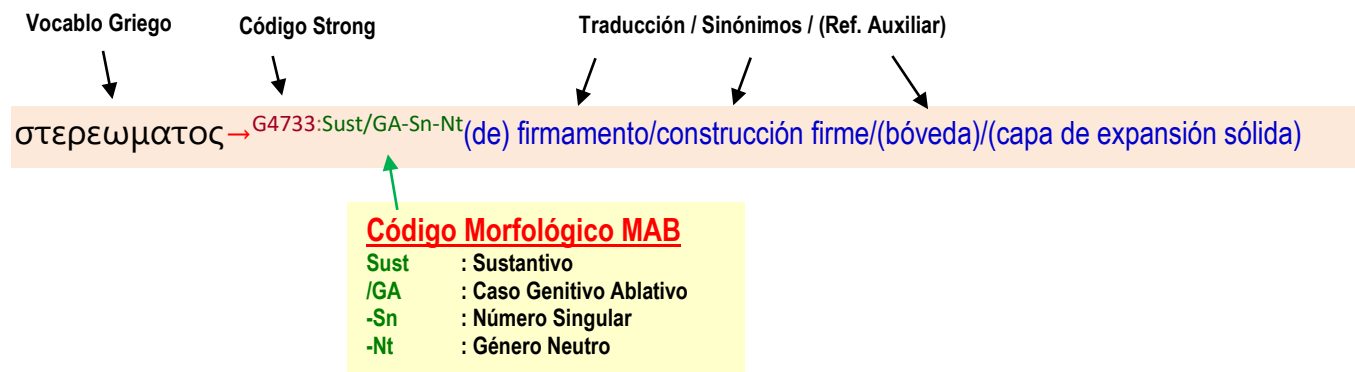 Vocablo Griego Código Strong Traducción / Sinónimos / (Ref. Auxiliar)
στερεωματος→G4733:Sust/GA-Sn-Nt(de) firmamento/construcción firme/(bóveda)/(capa de expansión sólida)
Código Morfológico MAB
Sust : Sustantivo
/GA : Caso Genitivo Ablativo
-Sn : Número Singular
-Nt : Género Neutro